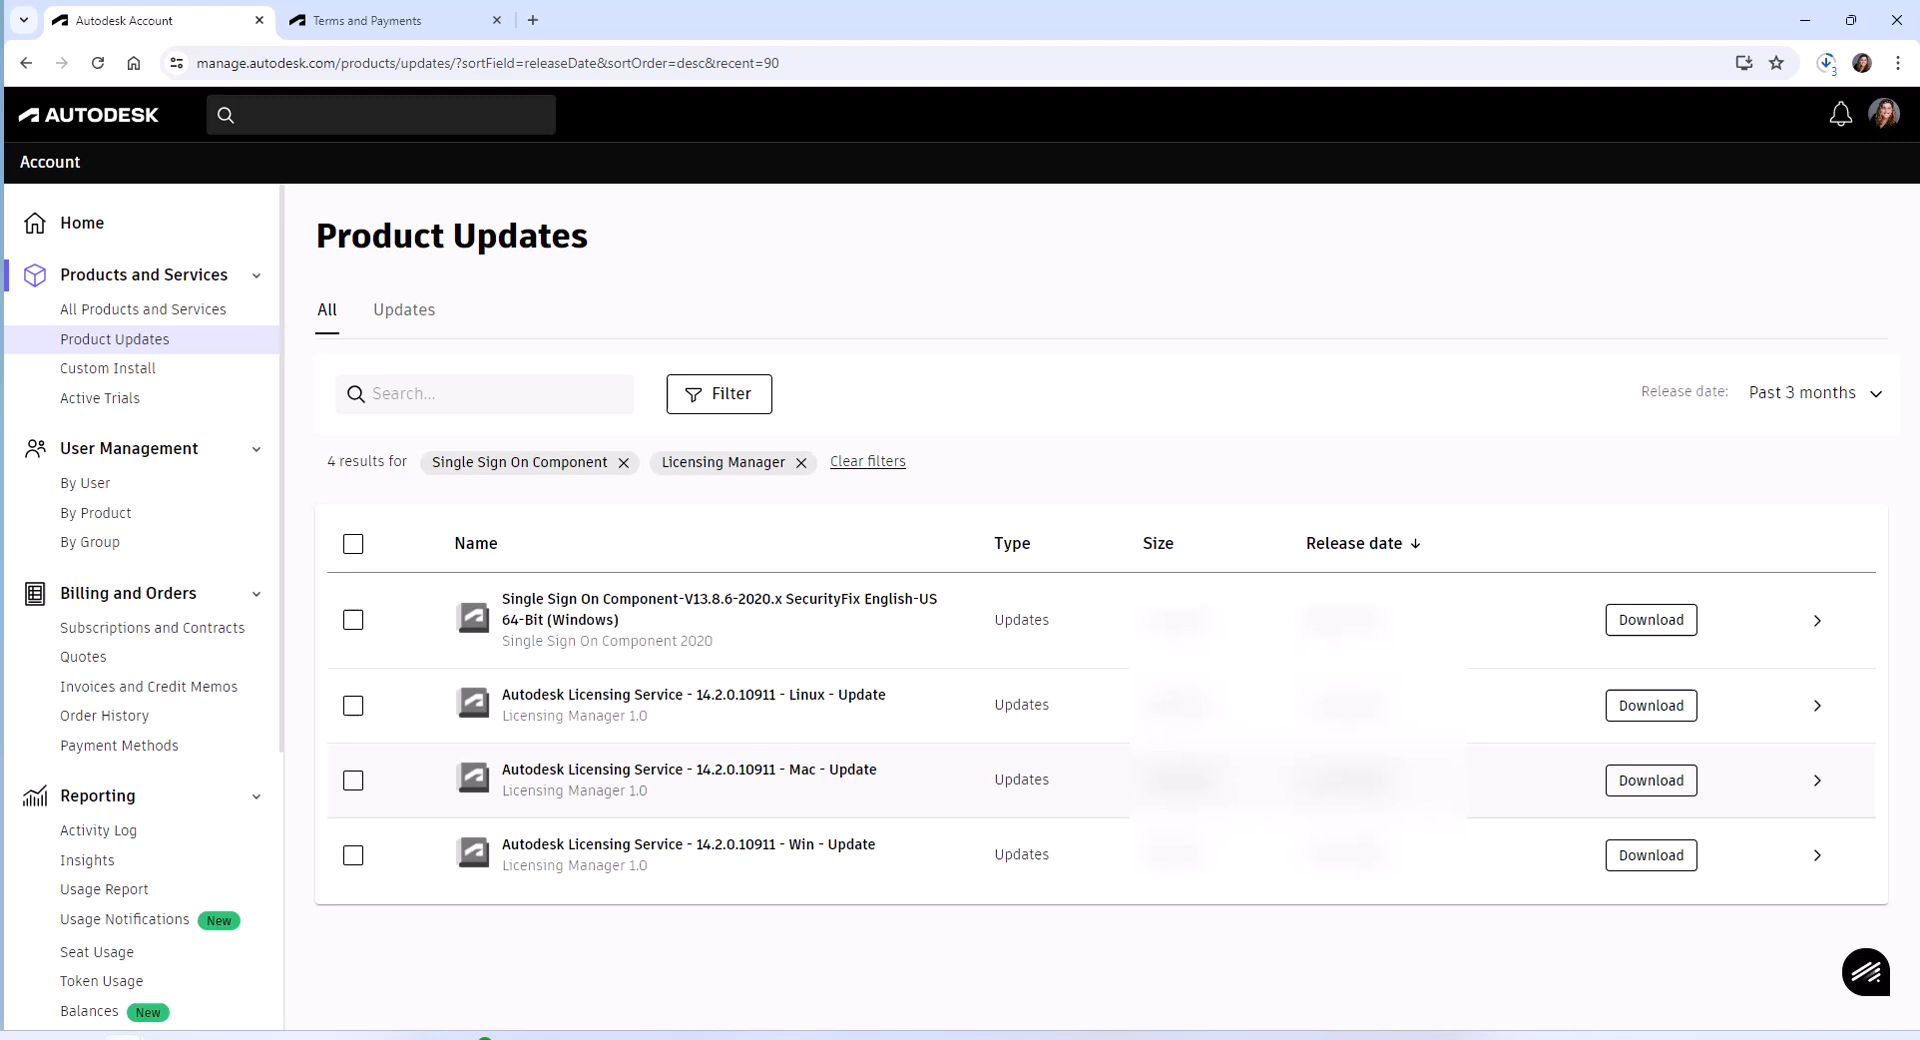 Autodesk Account
Terms and Payments
manage.autodesk.com/products/updates/?sortField=releaseDate&sortOrder=desc&recent=90
3
AUTODESK
Account
Home
Products and Services
All Products and Services
Product Updates
Custom Install
Active Trials
User Management
By User
By Product
By Group
Billing and Orders
Subscriptions and Contracts
Quotes
Invoices and Credit Memos
Order History
Payment Methods
Reporting
Activity Log
Insights
Usage Report
Usage Notifications New
Seat Usage
Token Usage
Balances New
Product Updates
All Updates
Search...
Filter
Release date: Past 3 months
4 results for Single Sign On Component Licensing Manager Clear filters
Name Type Size Release date
Single Sign On Component-V13.8.6-2020.x SecurityFix English-US
64-Bit (Windows)
Single Sign On Component 2020
Updates
Download
Autodesk Licensing Service - 14.2.0.10911 - Linux - Update
Licensing Manager 1.0
Updates
Download
Autodesk Licensing Service - 14.2.0.10911 - Mac - Update
Licensing Manager 1.0
Updates
Download
Autodesk Licensing Service - 14.2.0.10911 - Win - Update
Licensing Manager 1.0
Updates
Download